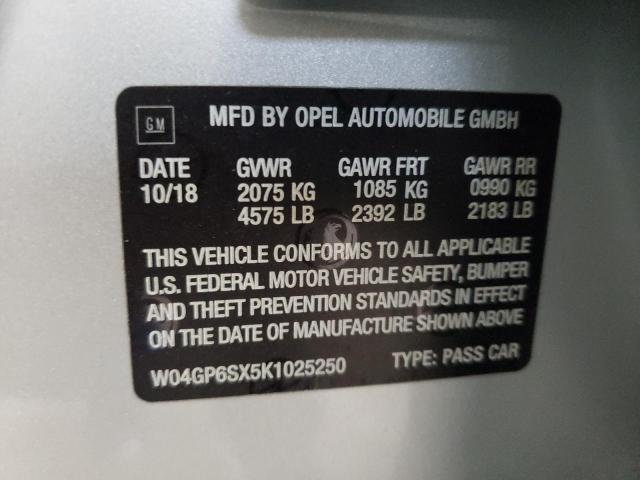 GM MFD BY OPEL AUTOMOBILE GMBH
DATE GVWR GAWR FRT GAWR RR
10/18 2075 KG 1085 KG 0990 KG
4575 LB 2392 LB 2183 LB
THIS VEHICLE CONFORMS TO ALL APPLICABLE
U.S. FEDERAL MOTOR VEHICLE SAFETY, BUMPER
AND THEFT PREVENTION STANDARDS IN EFFECT
ON THE DATE OF MANUFACTURE SHOWN ABOVE
W04GP6SX5K1025250 TYPE: PASS CAR